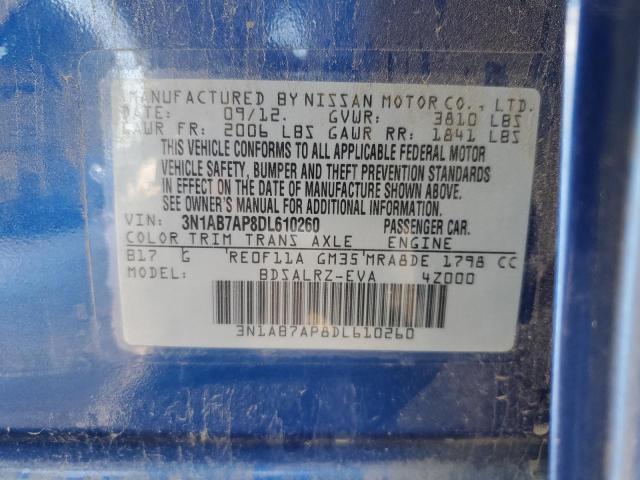 MANUFACTURED BY NISSAN MOTOR CO., LTD.
DATE: 09/12. GVWR: 3810 LBS
GAWR FR: 2006 LBS GAWR RR: 1841 LBS
THIS VEHICLE CONFORMS TO ALL APPLICABLE FEDERAL MOTOR
VEHICLE SAFETY, BUMPER AND THEFT PREVENTION STANDARDS
IN EFFECT ON THE DATE OF MANUFACTURE SHOWN ABOVE.
SEE OWNER'S MANUAL FOR ADDITIONAL INFORMATION.
VIN: 3N1AB7AP8DL610260 PASSENGER CAR.
COLOR TRIM TRANS AXLE ENGINE
B17 G RE0F11A GM35 MRA8DE 1798 CC
MODEL: BDSALRZ-EVA 4Z000
3N1AB7AP8DL610260